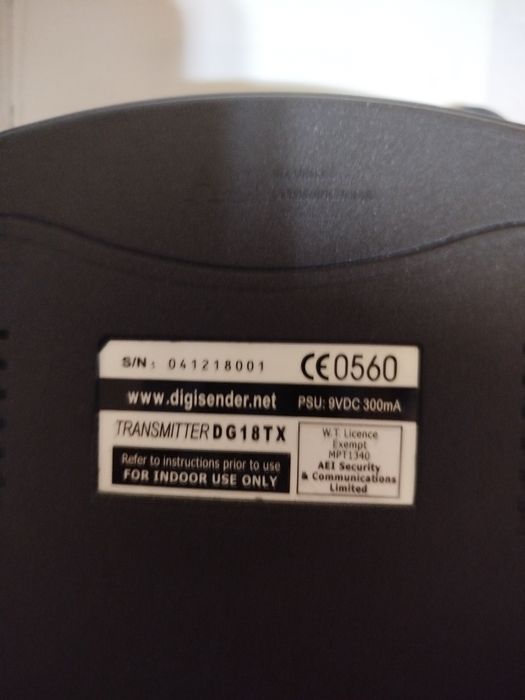 S/N: 041218001
CE0560
www.digisender.net
PSU: 9VDC 300mA
TRANSMITTER DG18TX
Refer to instructions prior to use
FOR INDOOR USE ONLY
W.T. Licence
Exempt
MPT1340
AEI Security
& Communications
Limited